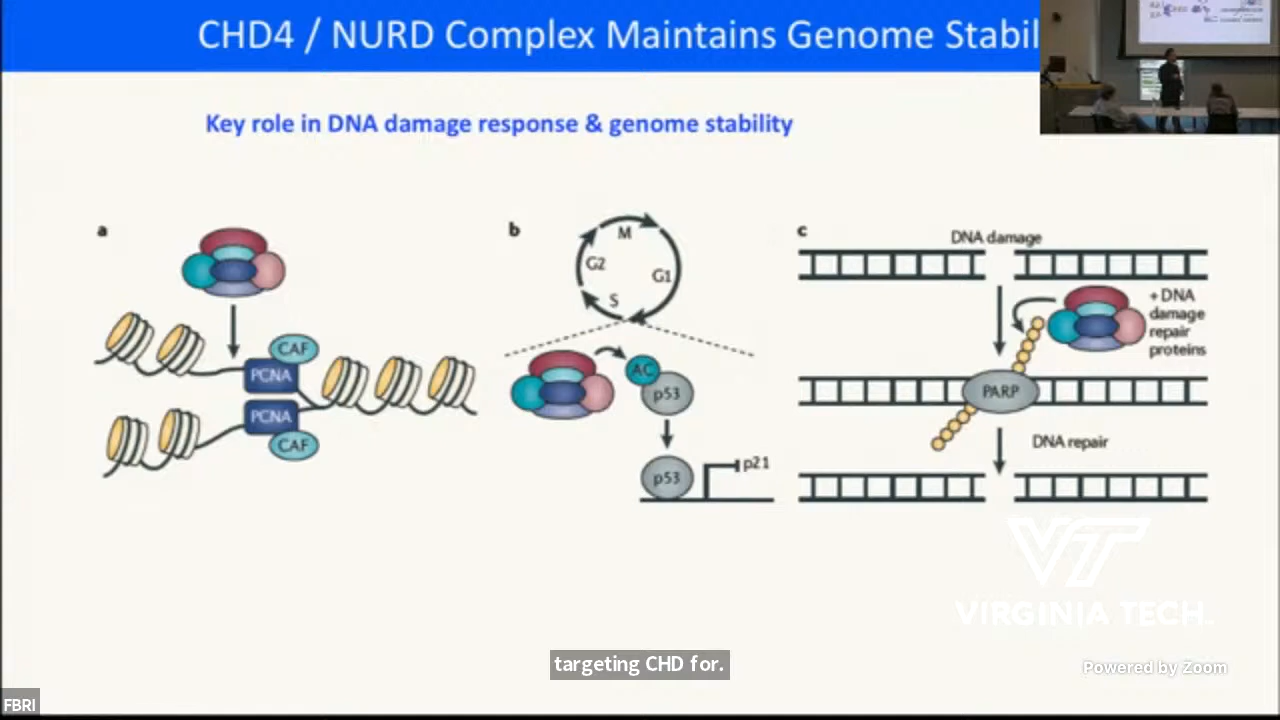 CHD4 / NURD Complex Maintains Genome Stabil
Key role in DNA damage response & genome stability
a
CAF
PCNA
PCNA
CAF
b
M
G2
G1
S
AC
p53
p53
p21
c
DNA damage
+ DNA
damage
repair
proteins
PARP
DNA repair
VT
VIRGINIA TECH.
targeting CHD for.
Powered by Zoom
FBRI